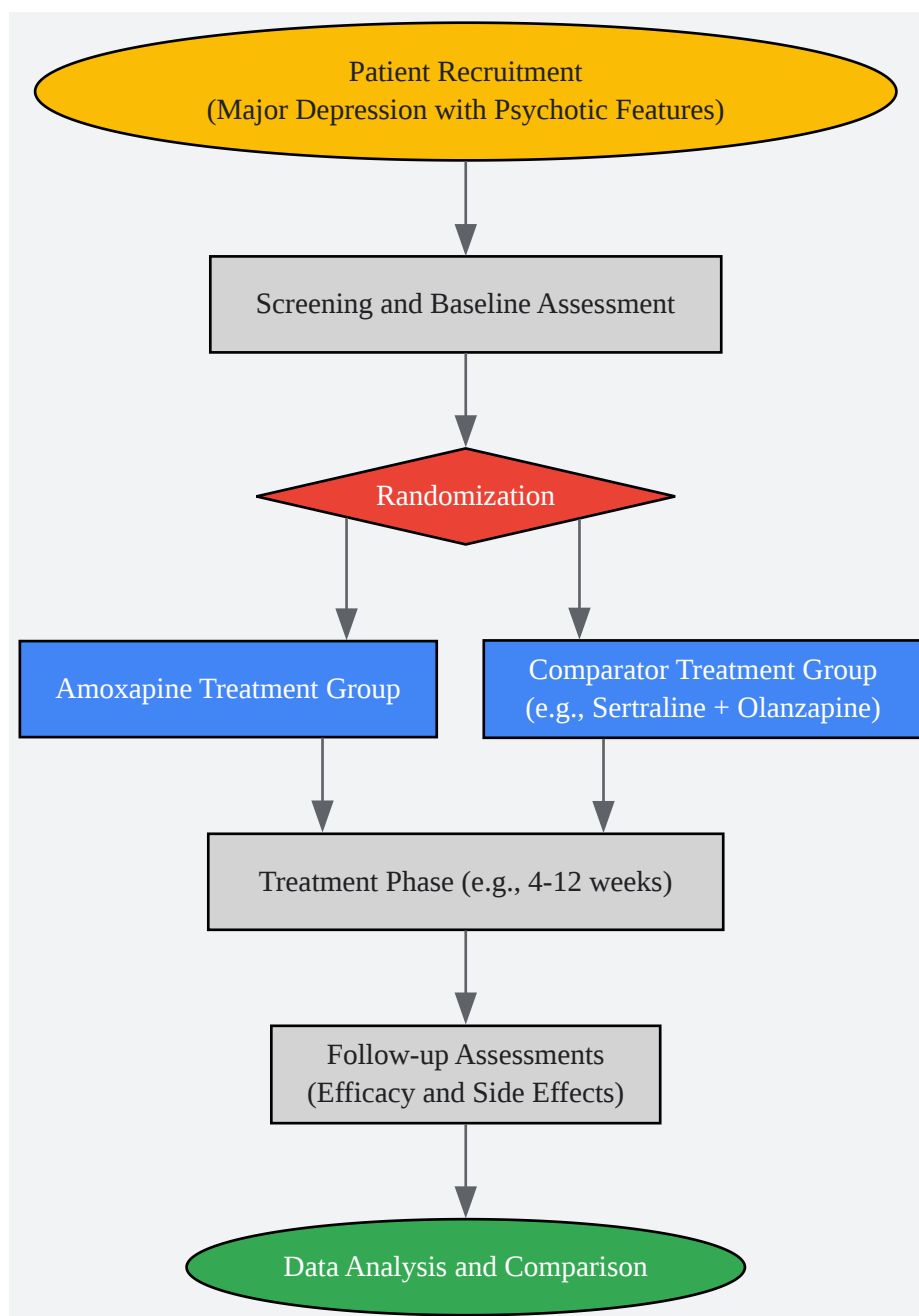 Patient Recruitment
(Major Depression with Psychotic Features)
Screening and Baseline Assessment
Randomization
Amoxapine Treatment Group
Comparator Treatment Group
(e.g., Sertraline + Olanzapine)
Treatment Phase (e.g., 4-12 weeks)
Follow-up Assessments
(Efficacy and Side Effects)
Data Analysis and Comparison